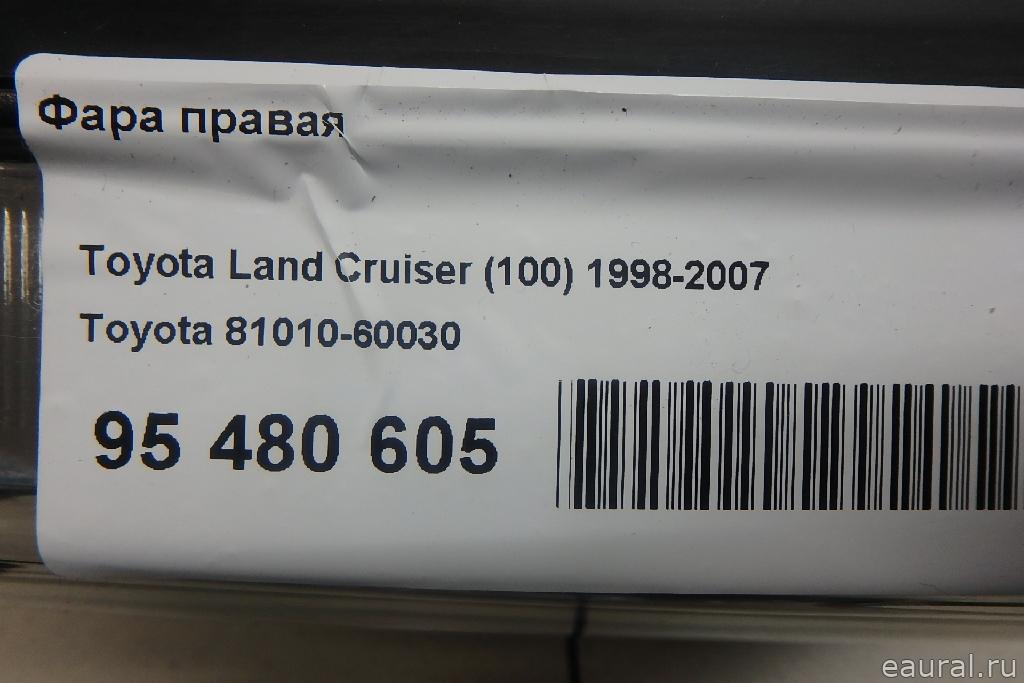 Фара правая
Toyota Land Cruiser (100) 1998-2007
Toyota 81010-60030
95 480 605
eaural.ru